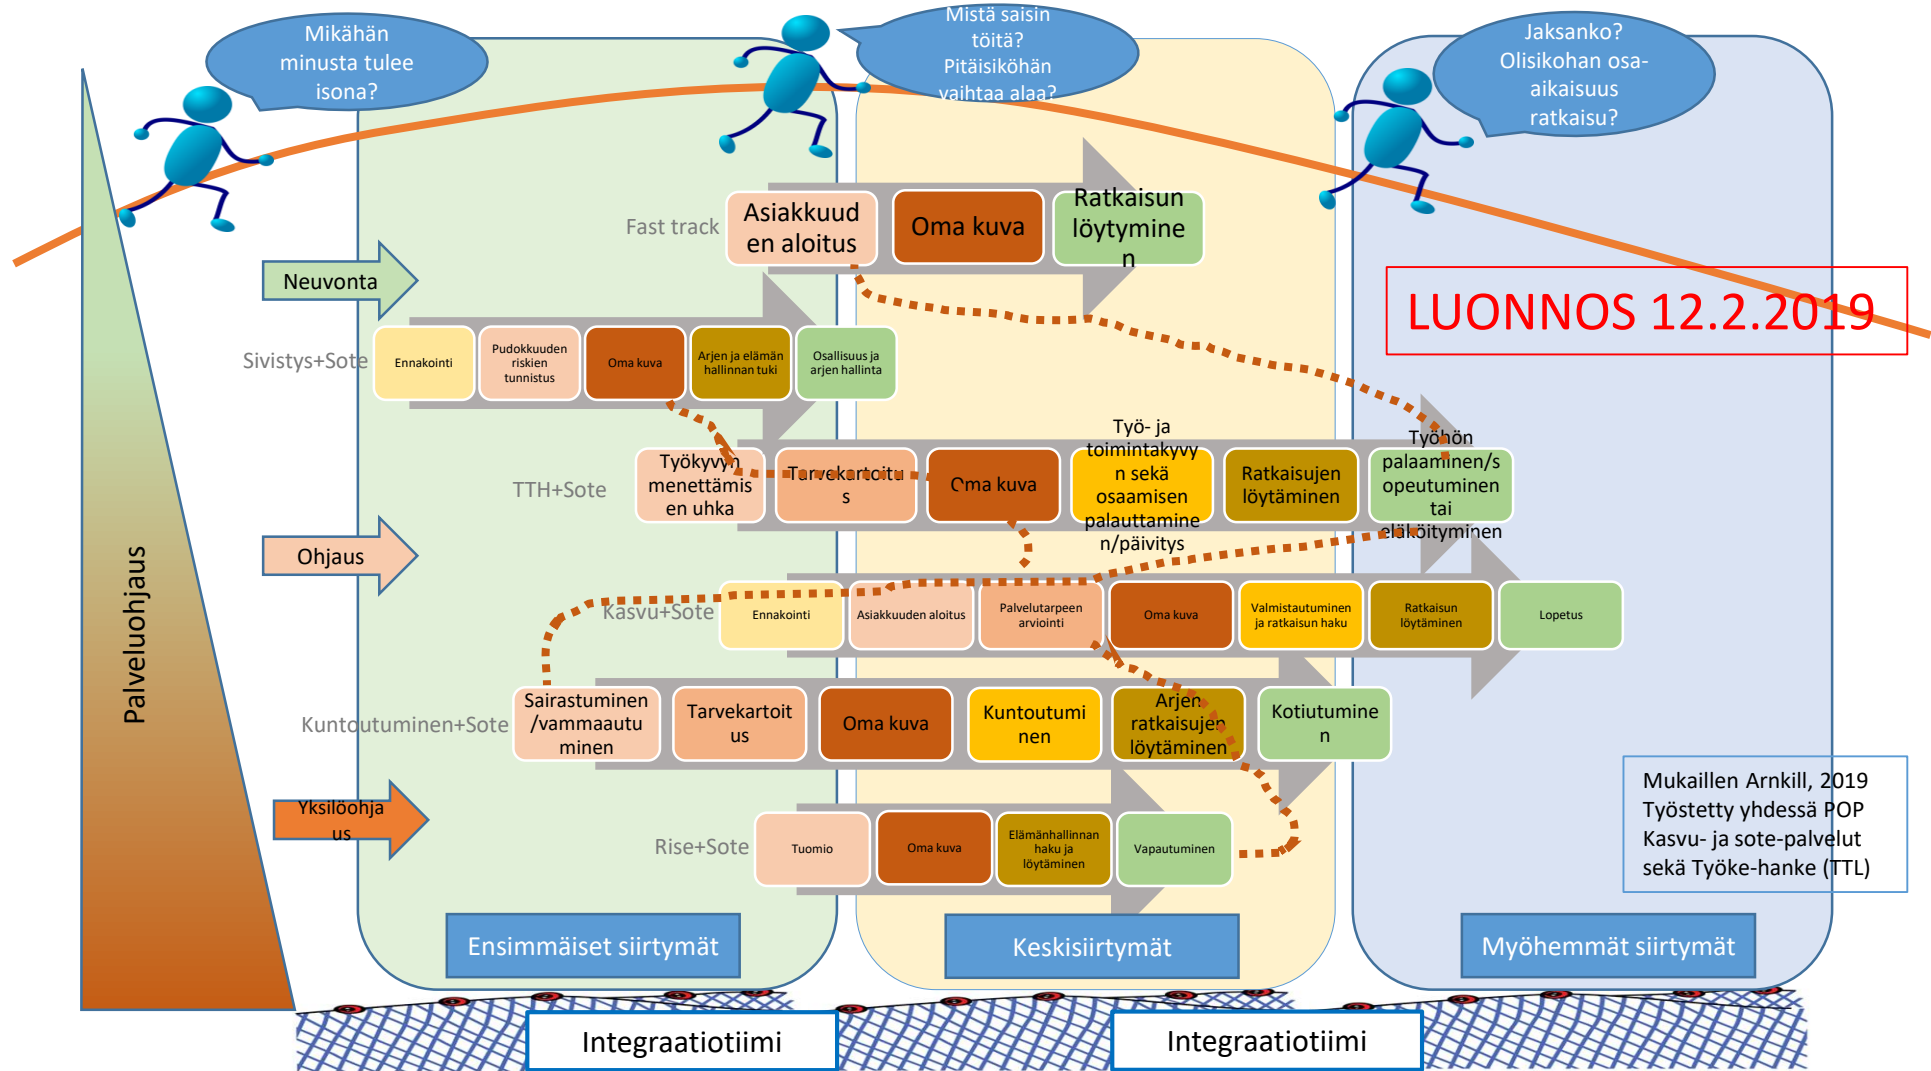 Mikähän
minusta tulee
isona?
Mistä saisin
töitä?
Pitäisiköhän
vaihtaa alaa?
Jaksanko?
Olisikohan osa-
aikaisuus
ratkaisu?
Fast track
Asiakkuud
en aloitus
Oma kuva
Ratkaisun
löytymine
n
Neuvonta
LUONNOS 12.2.2019
Sivistys+Sote
Ennakointi
Pudokkuuden
riskien
tunnistus
Oma kuva
Arjen ja elämän
hallinnan tuki
Osallisuus ja
arjen hallinta
TTH+Sote
Työkyvyn
menettämis
en uhka
Tarvekartoitu
s
Oma kuva
Työ- ja
toimintakyvy
n sekä
osaamisen
palauttamine
n/päivitys
Ratkaisujen
löytäminen
Työhön
palaaminen/s
opeutuminen
tai
eläköityminen
Ohjaus
Palveluohjaus
Kasvu+Sote
Ennakointi
Asiakkuuden aloitus
Palvelutarpeen
arviointi
Oma kuva
Valmistautuminen
ja ratkaisun haku
Ratkaisun
löytäminen
Lopetus
Kuntoutuminen+Sote
Sairastuminen
/vammaautu
minen
Tarvekartoit
us
Oma kuva
Kuntoutumi
nen
Arjen
ratkaisujen
löytäminen
Kotiutumine
n
Yksilöohja
us
Rise+Sote
Tuomio
Oma kuva
Elämänhallinnan
haku ja
löytäminen
Vapautuminen
Mukaillen Arnkill, 2019
Työstetty yhdessä POP
Kasvu- ja sote-palvelut
sekä Työke-hanke (TTL)
Ensimmäiset siirtymät
Keskisiirtymät
Myöhemmät siirtymät
Integraatiotiimi
Integraatiotiimi